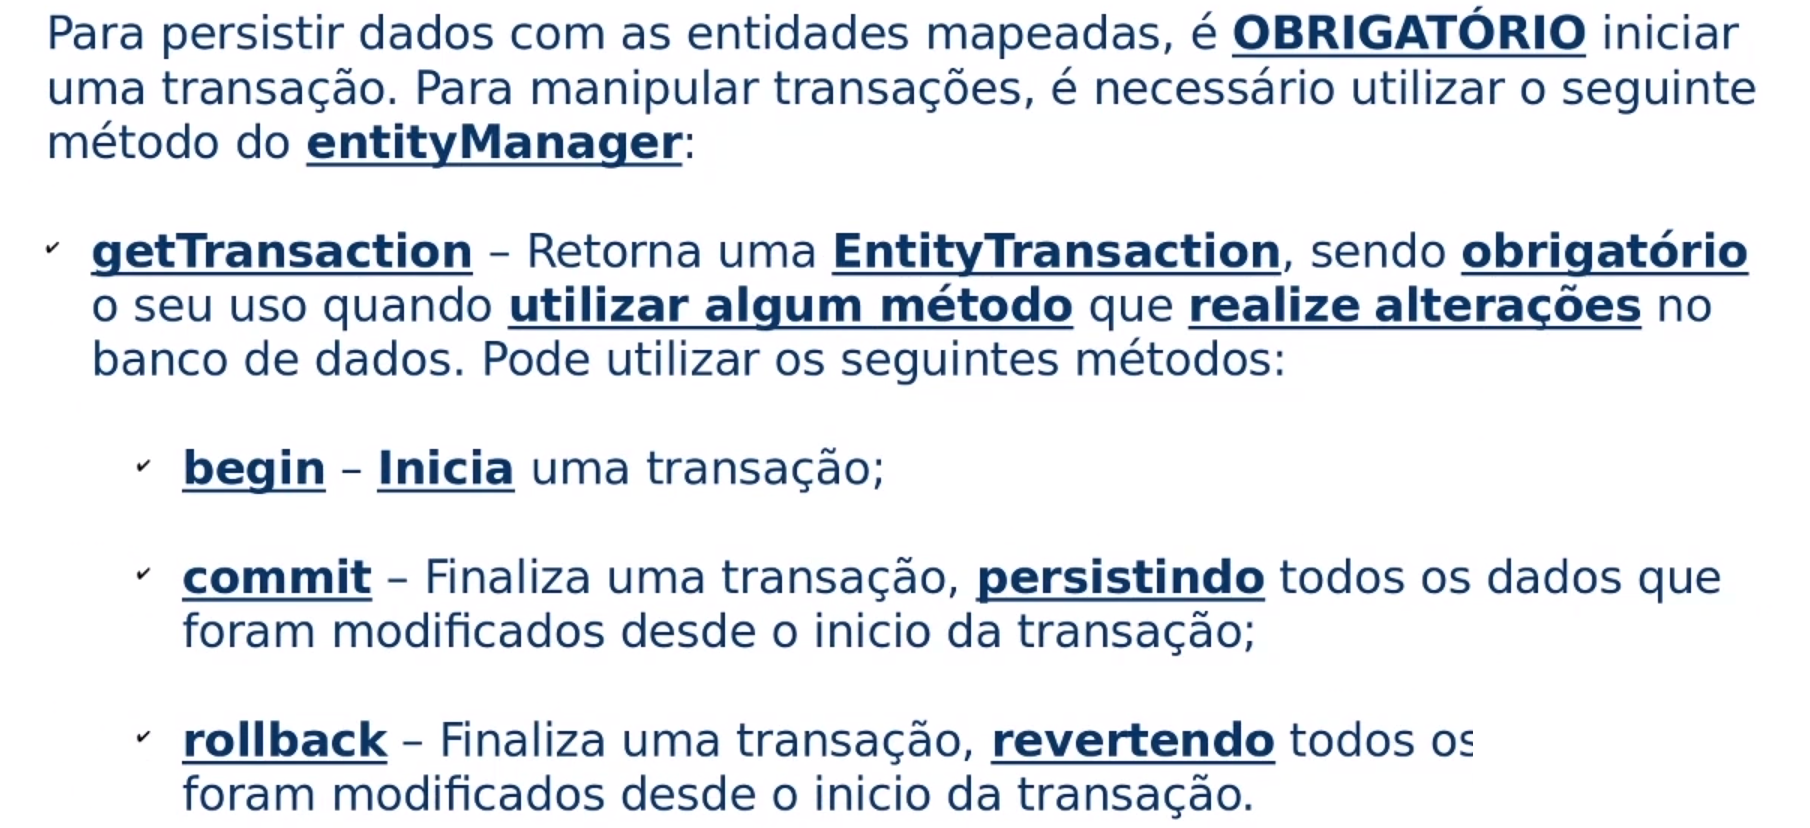 Para persistir dados com as entidades mapeadas, é OBRIGATÓRIO iniciar
uma transação. Para manipular transações, é necessário utilizar o seguinte
método do entityManager:
✓ getTransaction – Retorna uma EntityTransaction, sendo obrigatório
o seu uso quando utilizar algum método que realize alterações no
banco de dados. Pode utilizar os seguintes métodos:
✓ begin – Inicia uma transação;
✓ commit – Finaliza uma transação, persistindo todos os dados que
foram modificados desde o inicio da transação;
✓ rollback – Finaliza uma transação, revertendo todos os
foram modificados desde o inicio da transação.